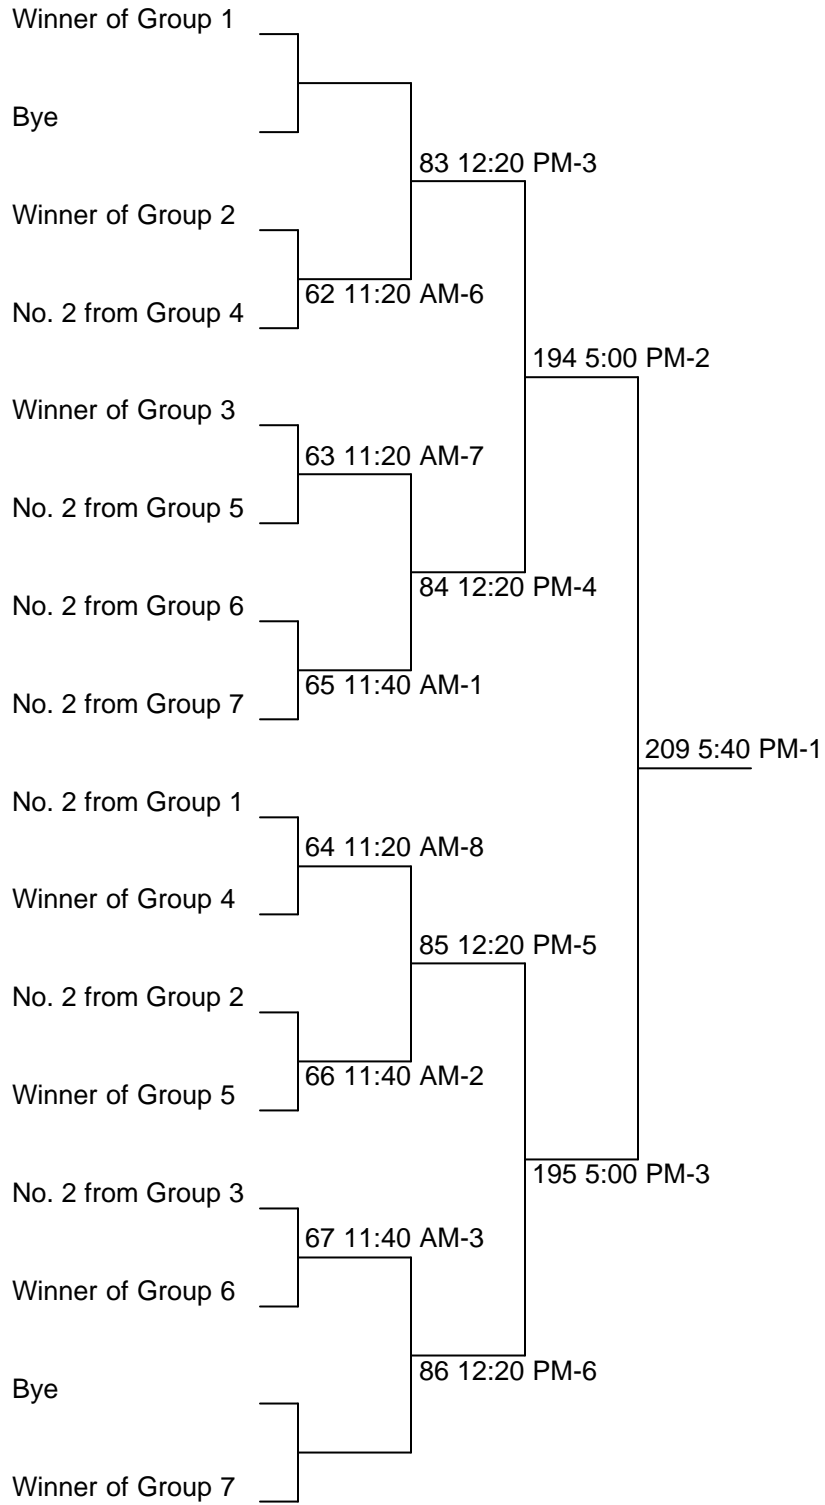 Winner of Group 1
Bye
83 12:20 PM-3
Winner of Group 2
62 11:20 AM-6
No. 2 from Group 4
194 5:00 PM-2
Winner of Group 3
63 11:20 AM-7
No. 2 from Group 5
84 12:20 PM-4
No. 2 from Group 6
65 11:40 AM-1
No. 2 from Group 7
209 5:40 PM-1
No. 2 from Group 1
64 11:20 AM-8
Winner of Group 4
85 12:20 PM-5
No. 2 from Group 2
66 11:40 AM-2
Winner of Group 5
195 5:00 PM-3
No. 2 from Group 3
67 11:40 AM-3
Winner of Group 6
86 12:20 PM-6
Bye
Winner of Group 7